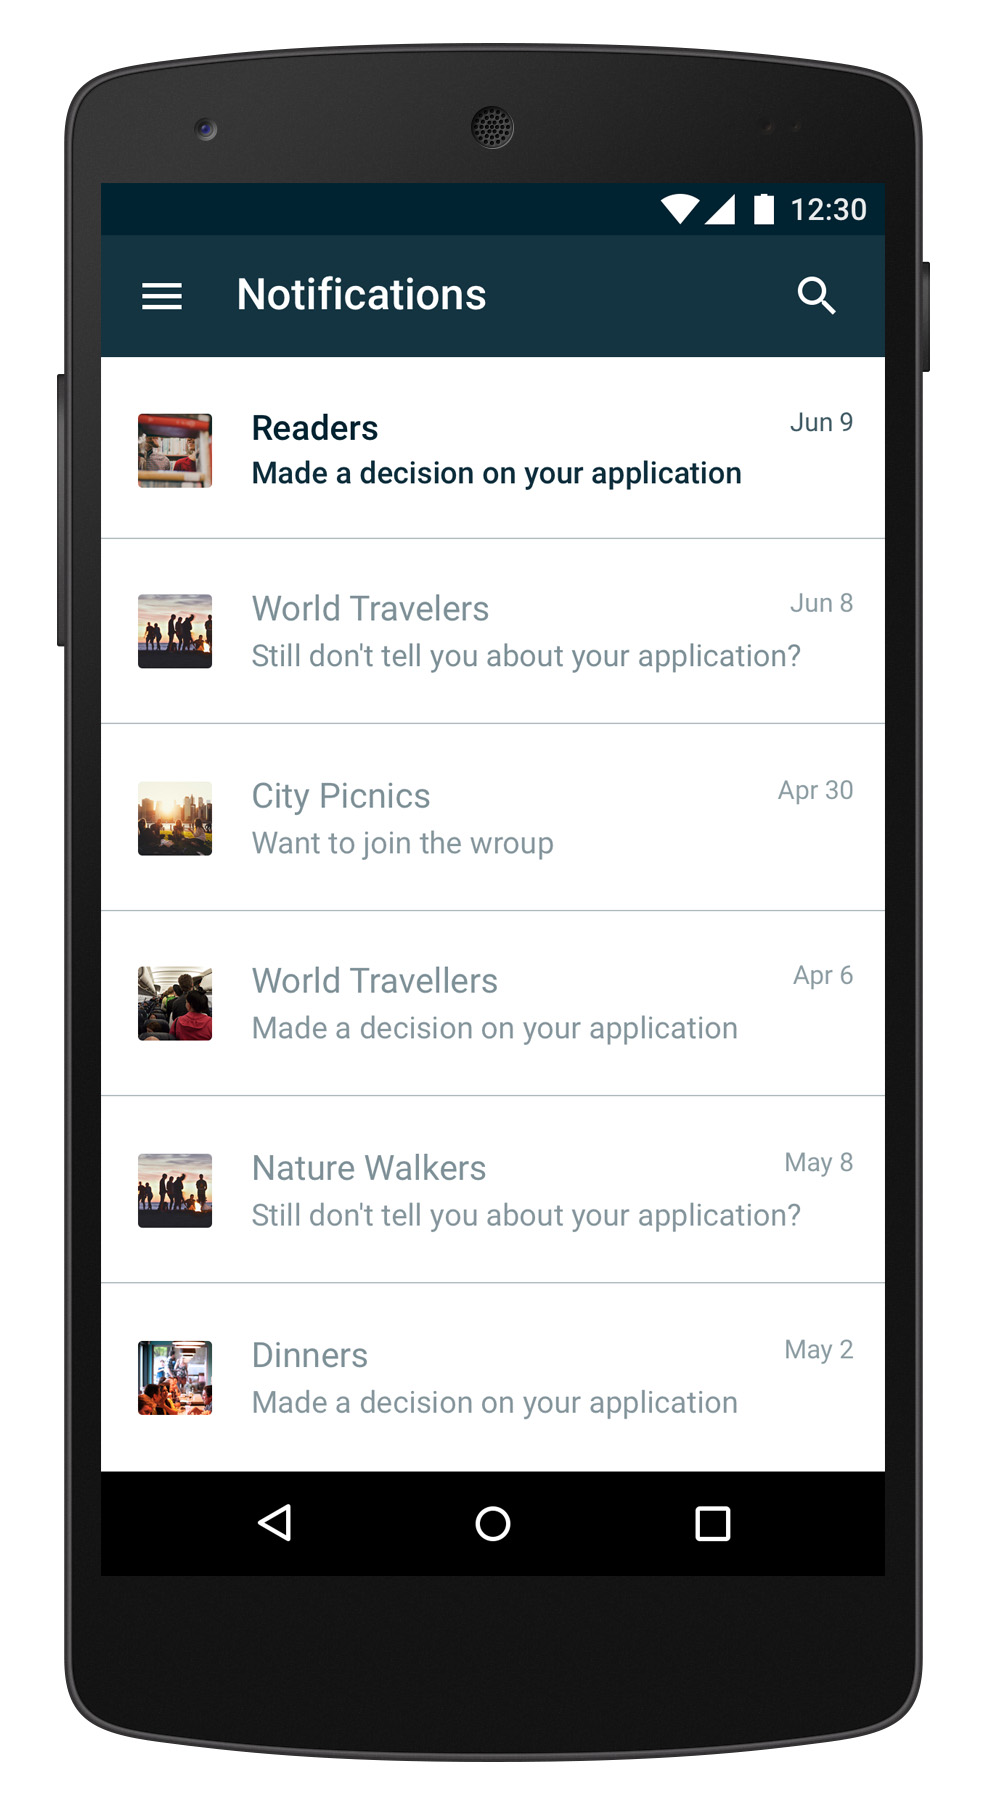 12:30
Notifications
Readers
Jun 9
Made a decision on your application
World Travelers
Jun 8
Still don't tell you about your application?
City Picnics
Apr 30
Want to join the wroup
World Travellers
Apr 6
Made a decision on your application
Nature Walkers
May 8
Still don't tell you about your application?
Dinners
May 2
Made a decision on your application